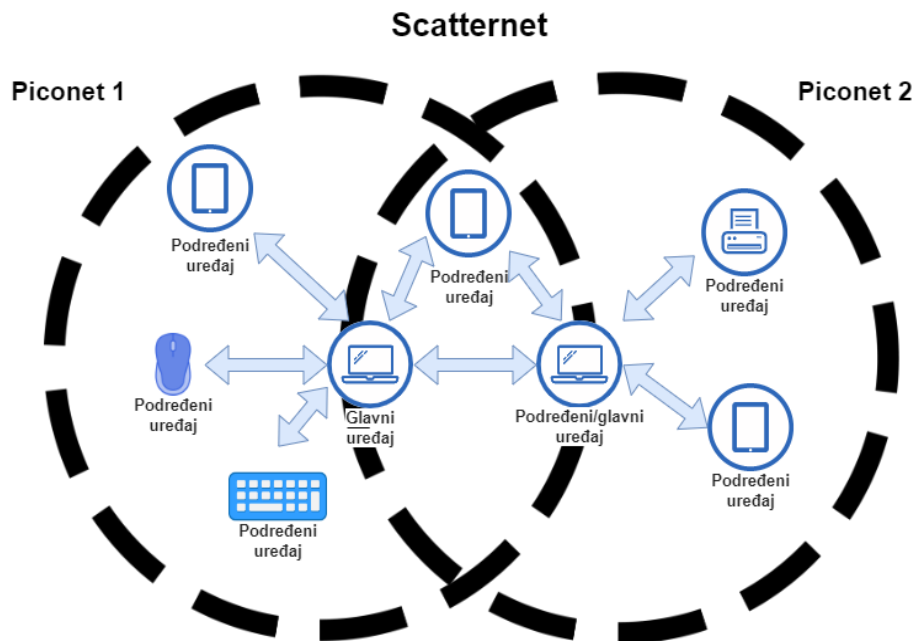 Scatternet
Piconet 1
Piconet 2
Podređeni
uređaj
Podređeni
uređaj
Podređeni
uređaj
Podređeni
uređaj
Glavni
uređaj
Podređeni/glavni
uređaj
Podređeni
uređaj
Podređeni
uređaj